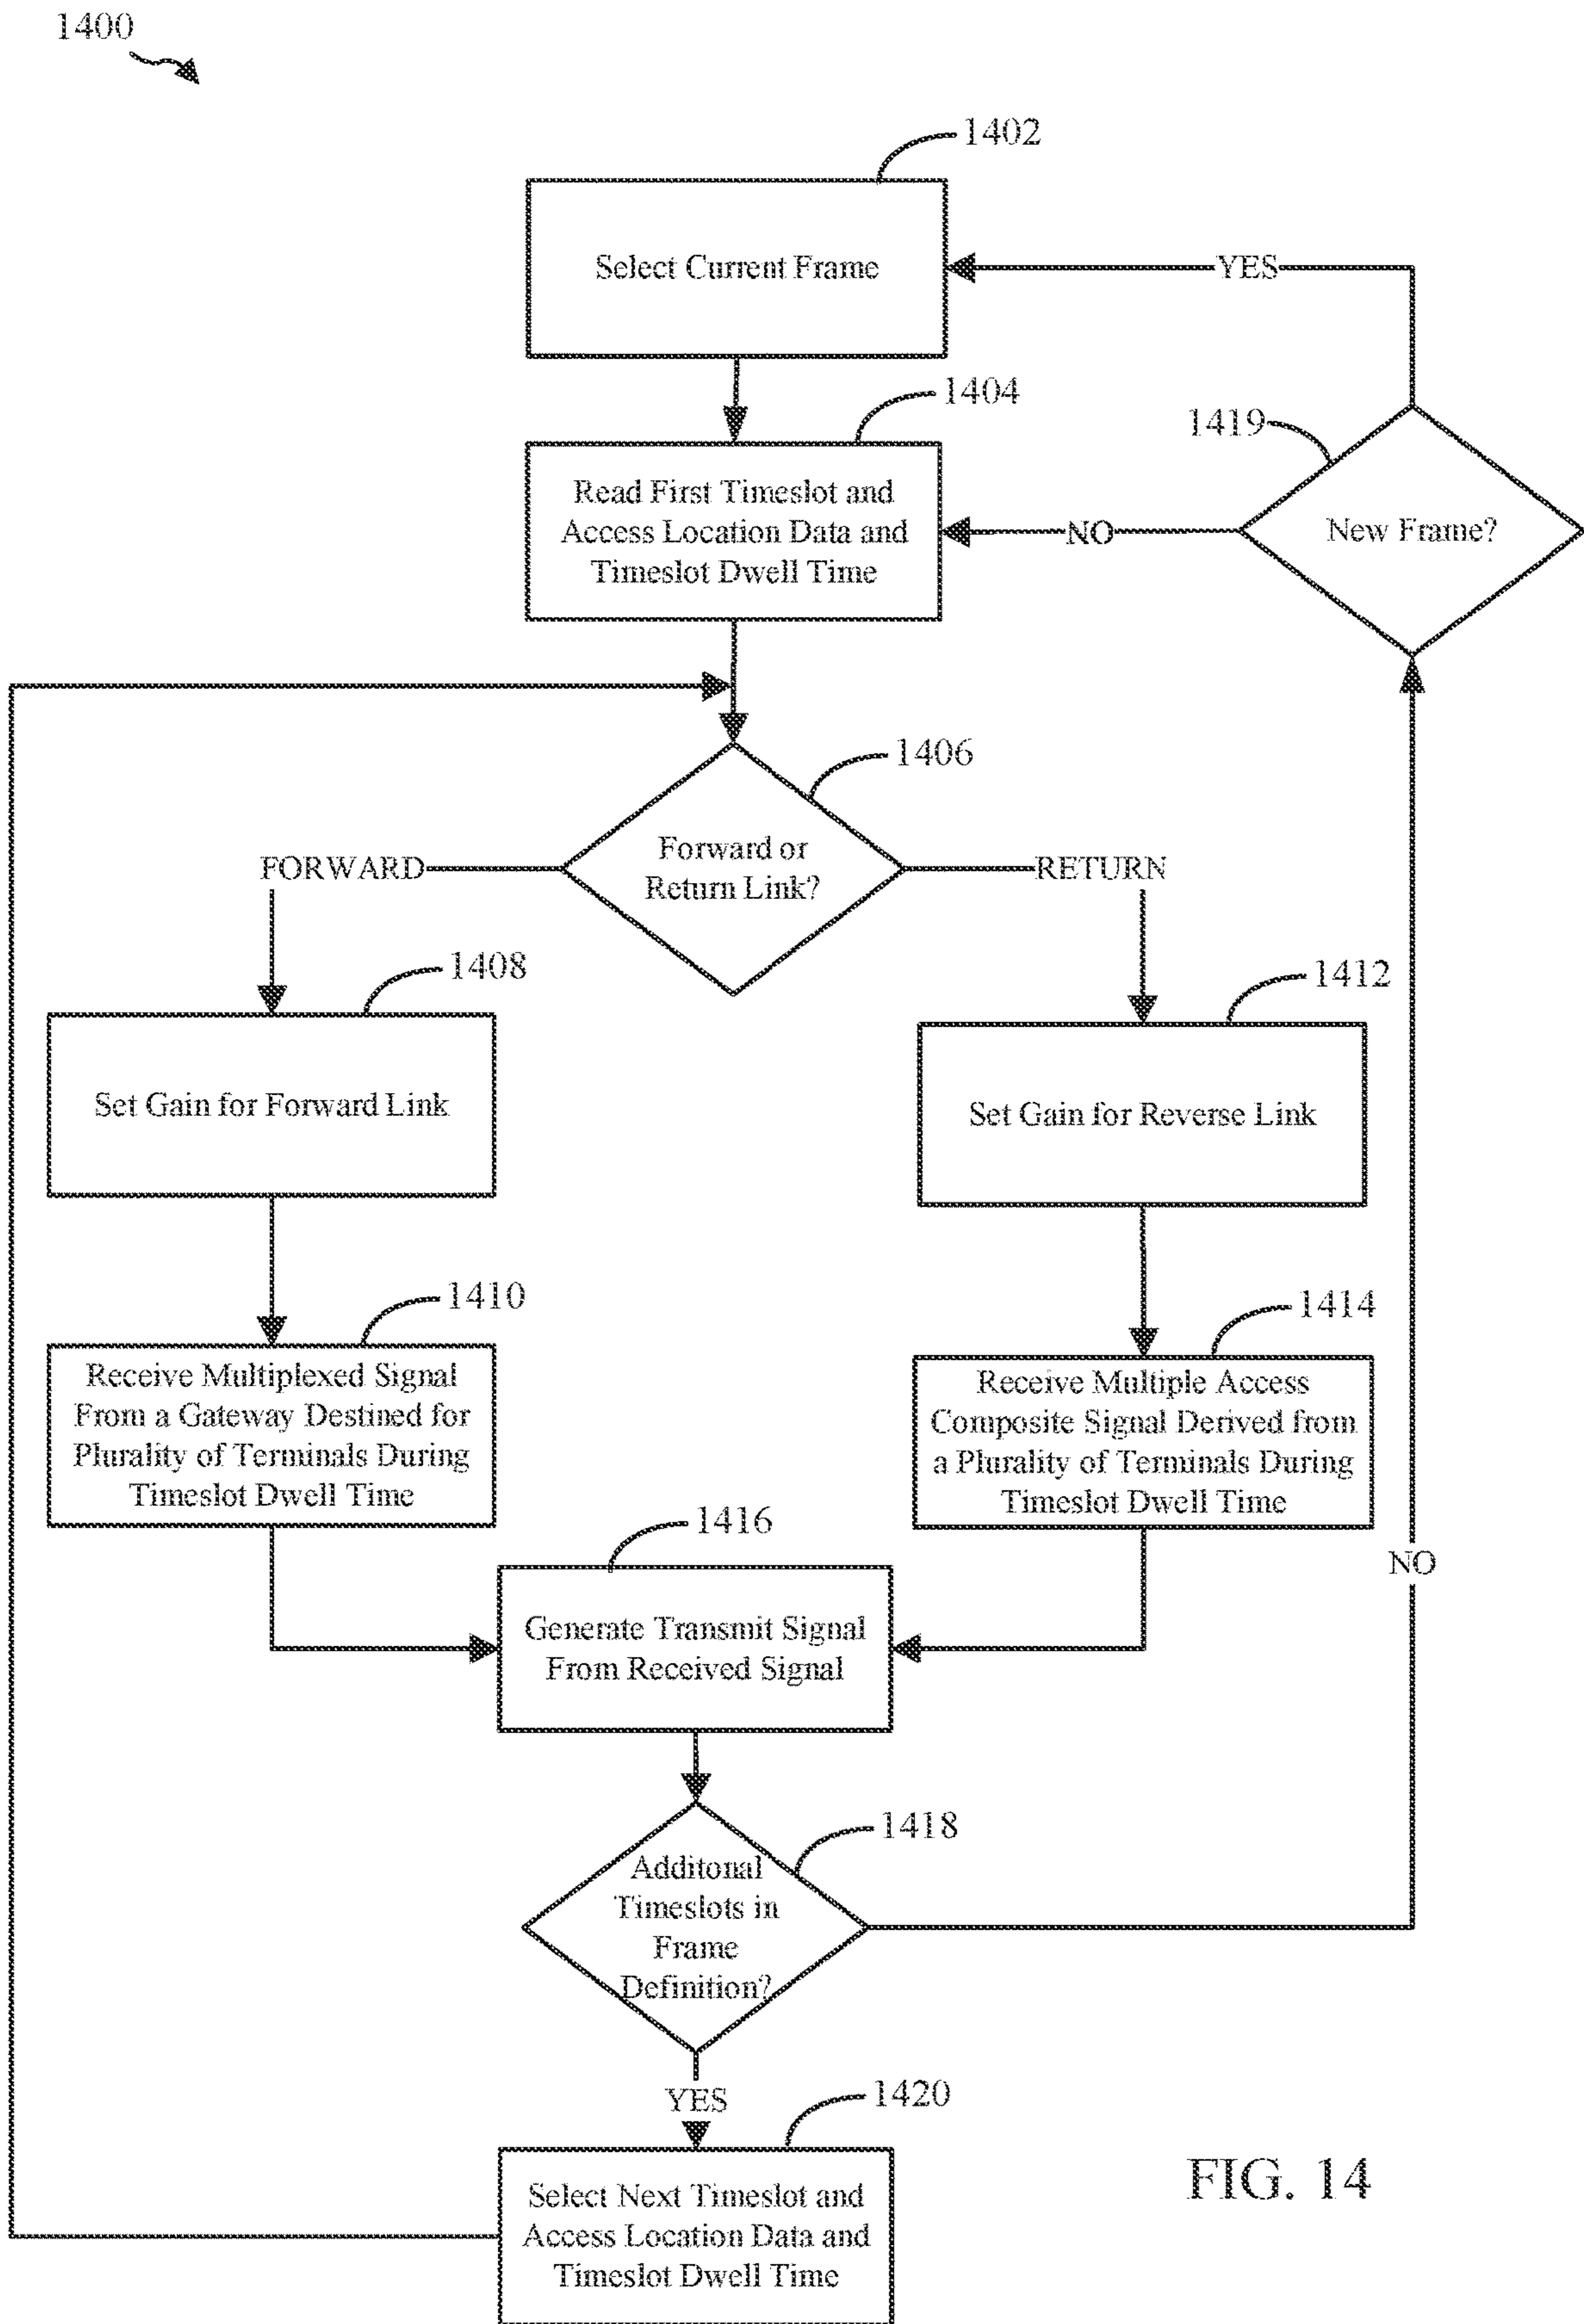 1400
1402
Select Current Frame
YES
1404
Read First Timeslot and
Access Location Data and
Timeslot Dwell Time
NO
1419
New Frame?
1406
Forward or
Return Link?
FORWARD
RETURN
1408
Set Gain for Forward Link
1412
Set Gain for Reverse Link
1410
Receive Multiplexed Signal
From a Gateway Destined for
Plurality of Terminals During
Timeslot Dwell Time
1414
Receive Multiple Access
Composite Signal Derived from
a Plurality of Terminals During
Timeslot Dwell Time
1416
Generate Transmit Signal
From Received Signal
NO
1418
Additonal
Timeslots in
Frame
Definition?
YES
1420
Select Next Timeslot and
Access Location Data and
Timeslot Dwell Time
FIG. 14